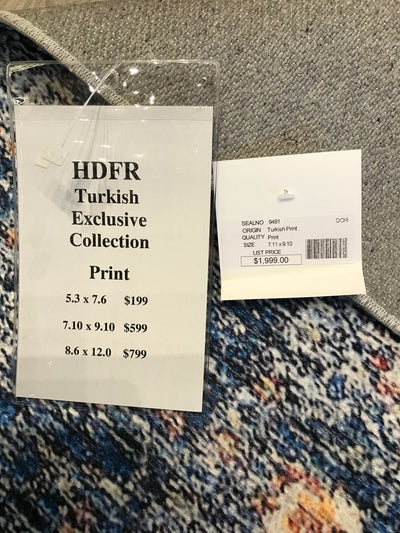 HDFR
Turkish
Exclusive
Collection
Print
5.3 x 7.6 $199
7.10 x 9.10 $599
8.6 x 12.0 $799
SEALNO 9491
ORIGIN Turkish Print
QUALITY Print
SIZE 7.11 x 9.10
LIST PRICE
$1,999.00